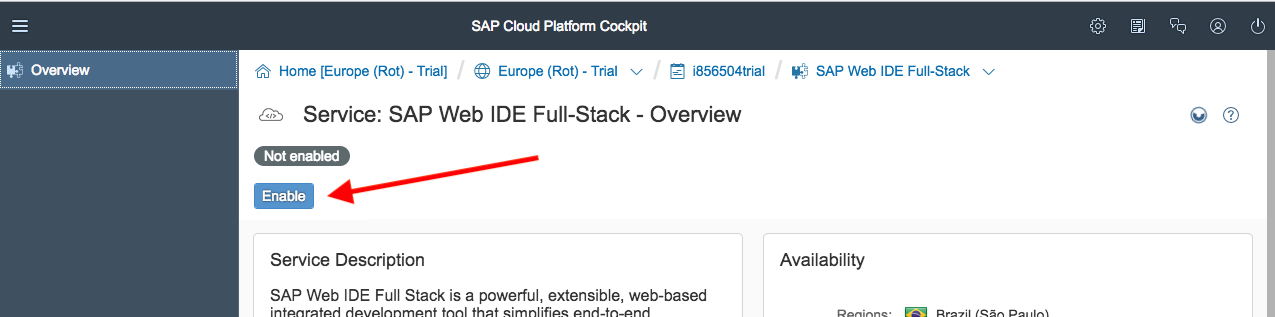 SAP Cloud Platform Cockpit
Overview
Home [Europe (Rot) - Trial] / Europe (Rot) - Trial / i856504trial / SAP Web IDE Full-Stack
Service: SAP Web IDE Full-Stack - Overview
Not enabled
Enable
Service Description
SAP Web IDE Full Stack is a powerful, extensible, web-based
integrated development tool that simplifies end-to-end
Availability
Regions: Brazil (São Paulo)